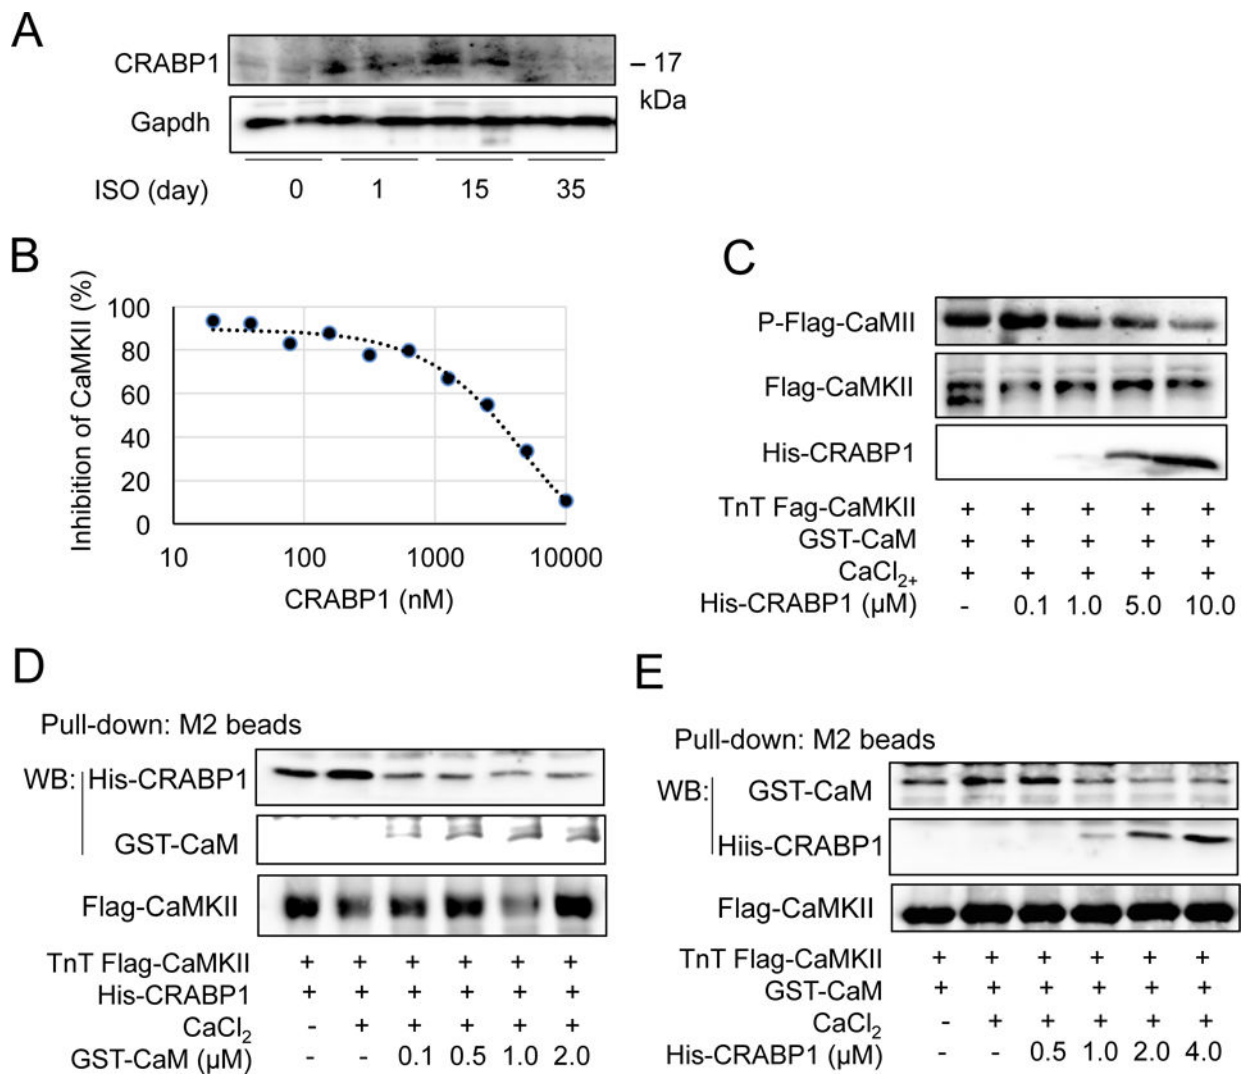 A
CRABP1
– 17
kDa
Gapdh
ISO (day) 0 1 15 35
B
Inhibition of CaMKII (%)
100
80
60
40
20
0
10 100 1000 10000
CRABP1 (nM)
C
P-Flag-CaMII
Flag-CaMKII
His-CRABP1
TnT Fag-CaMKII + + + + +
GST-CaM + + + + +
CaCl2+ + + + + +
His-CRABP1 (µM) - 0.1 1.0 5.0 10.0
D
Pull-down: M2 beads
WB: His-CRABP1
GST-CaM
Flag-CaMKII
TnT Flag-CaMKII + + + + + +
His-CRABP1 + + + + + +
CaCl2 - + + + + +
GST-CaM (µM) - - 0.1 0.5 1.0 2.0
E
Pull-down: M2 beads
WB: GST-CaM
Hiis-CRABP1
Flag-CaMKII
TnT Flag-CaMKII + + + + + +
GST-CaM + + + + + +
CaCl2 - + + + + +
His-CRABP1 (µM) - - 0.5 1.0 2.0 4.0